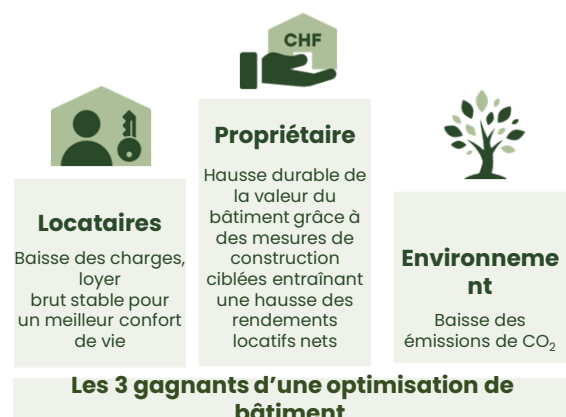 CHF
Propriétaire
Hausse durable de
la valeur du
bâtiment grâce à
des mesures de
construction
ciblées entraînant
une hausse des
rendements
locatifs nets
Locataires
Baisse des charges,
loyer
brut stable pour
un meilleur confort
de vie
Environneme
nt
Baisse des
émissions de CO₂
Les 3 gagnants d’une optimisation de
bâtiment